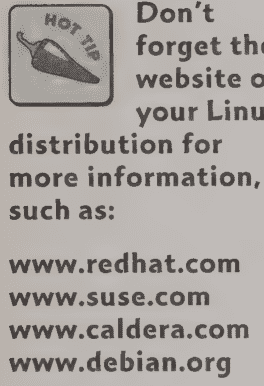 HOT TIP
Don't
forget the
website o
your Linu
distribution for
more information,
such as:
www.redhat.com
www.suse.com
www.caldera.com
www.debian.org